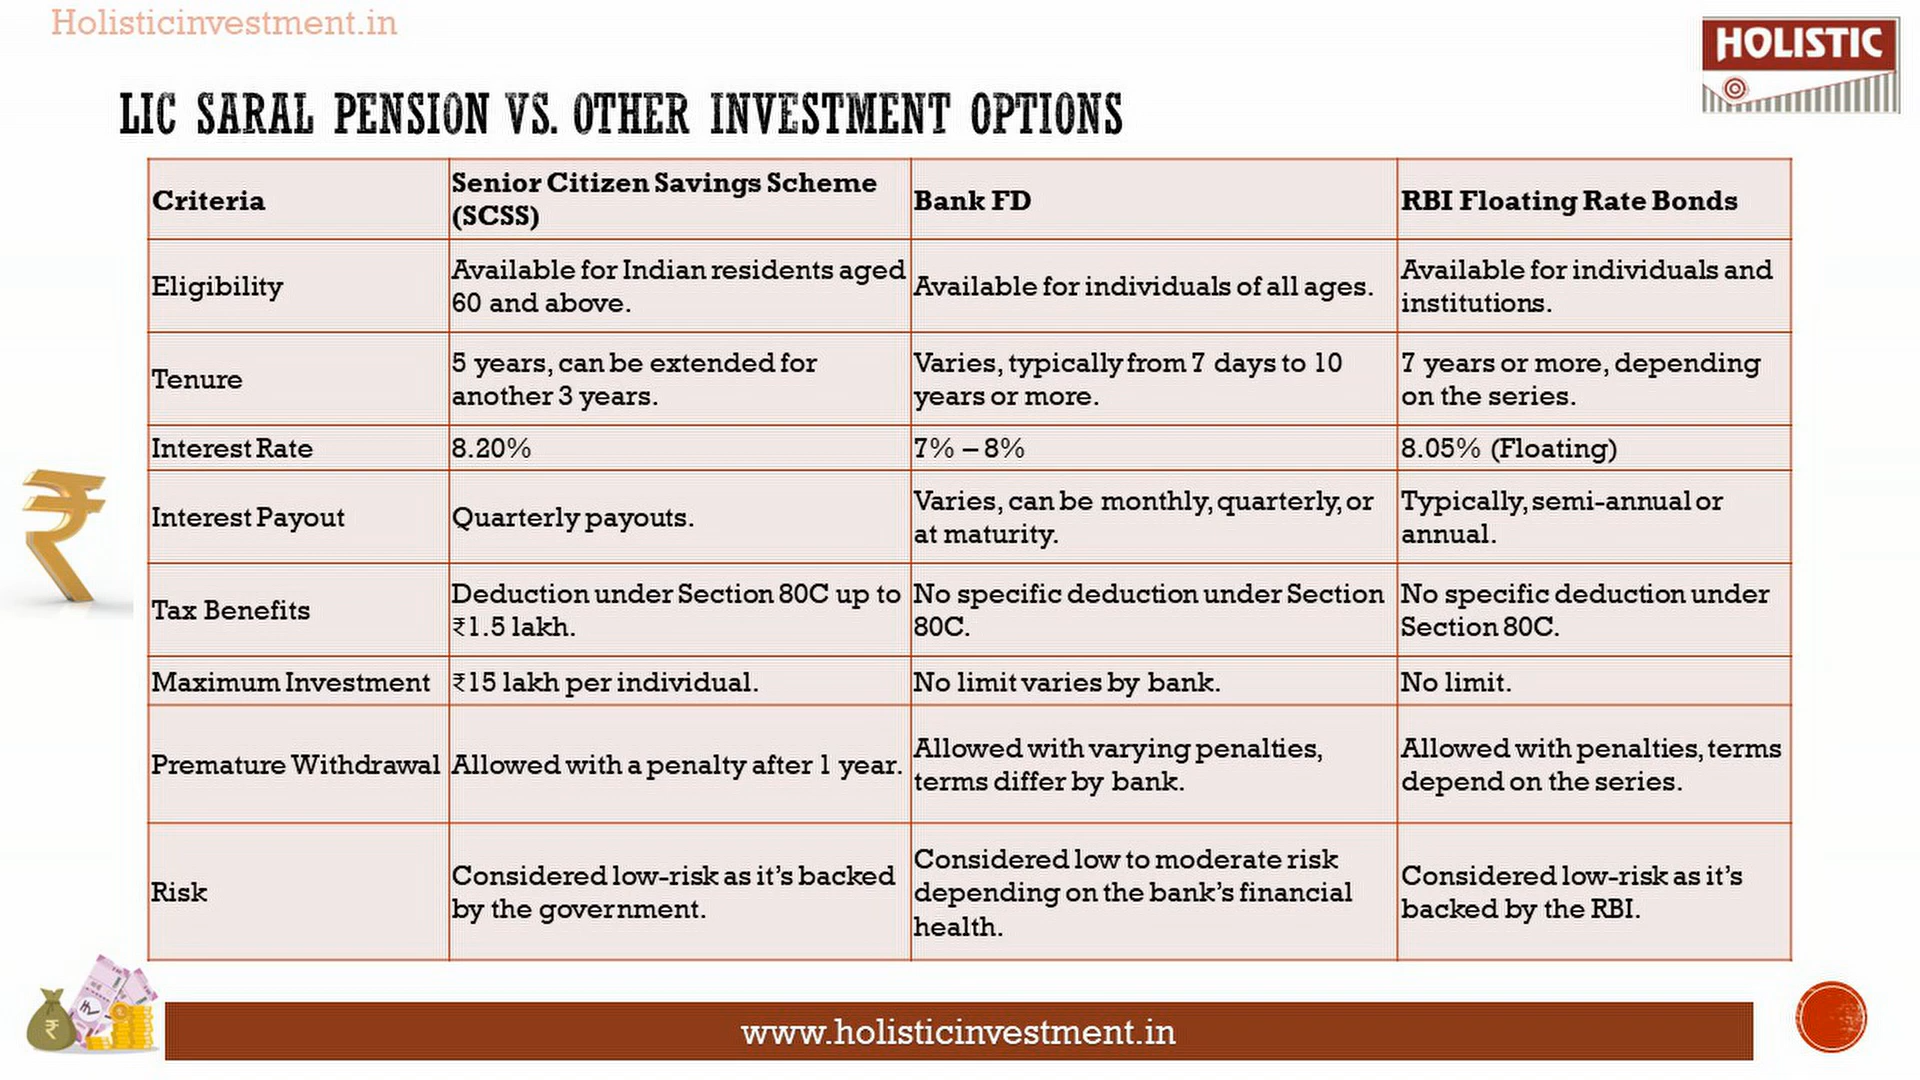 Holisticinvestment.in
HOLISTIC
LIC SARAL PENSION VS. OTHER INVESTMENT OPTIONS
Criteria
Senior Citizen Savings Scheme
(SCSS)
Bank FD
RBI Floating Rate Bonds
Eligibility
Available for Indian residents aged
60 and above.
Available for individuals of all ages.
Available for individuals and
institutions.
Tenure
5 years, can be extended for
another 3 years.
Varies, typically from 7 days to 10
years or more.
7 years or more, depending
on the series.
Interest Rate
8.20%
7% – 8%
8.05% (Floating)
Interest Payout
Quarterly payouts.
Varies, can be monthly, quarterly, or
at maturity.
Typically, semi-annual or
annual.
Tax Benefits
Deduction under Section 80C up to
₹1.5 lakh.
No specific deduction under Section
80C.
No specific deduction under
Section 80C.
Maximum Investment
₹15 lakh per individual.
No limit varies by bank.
No limit.
Premature Withdrawal
Allowed with a penalty after 1 year.
Allowed with varying penalties,
terms differ by bank.
Allowed with penalties, terms
depend on the series.
Risk
Considered low-risk as it's backed
by the government.
Considered low to moderate risk
depending on the bank's financial
health.
Considered low-risk as it's
backed by the RBI.
www.holisticinvestment.in